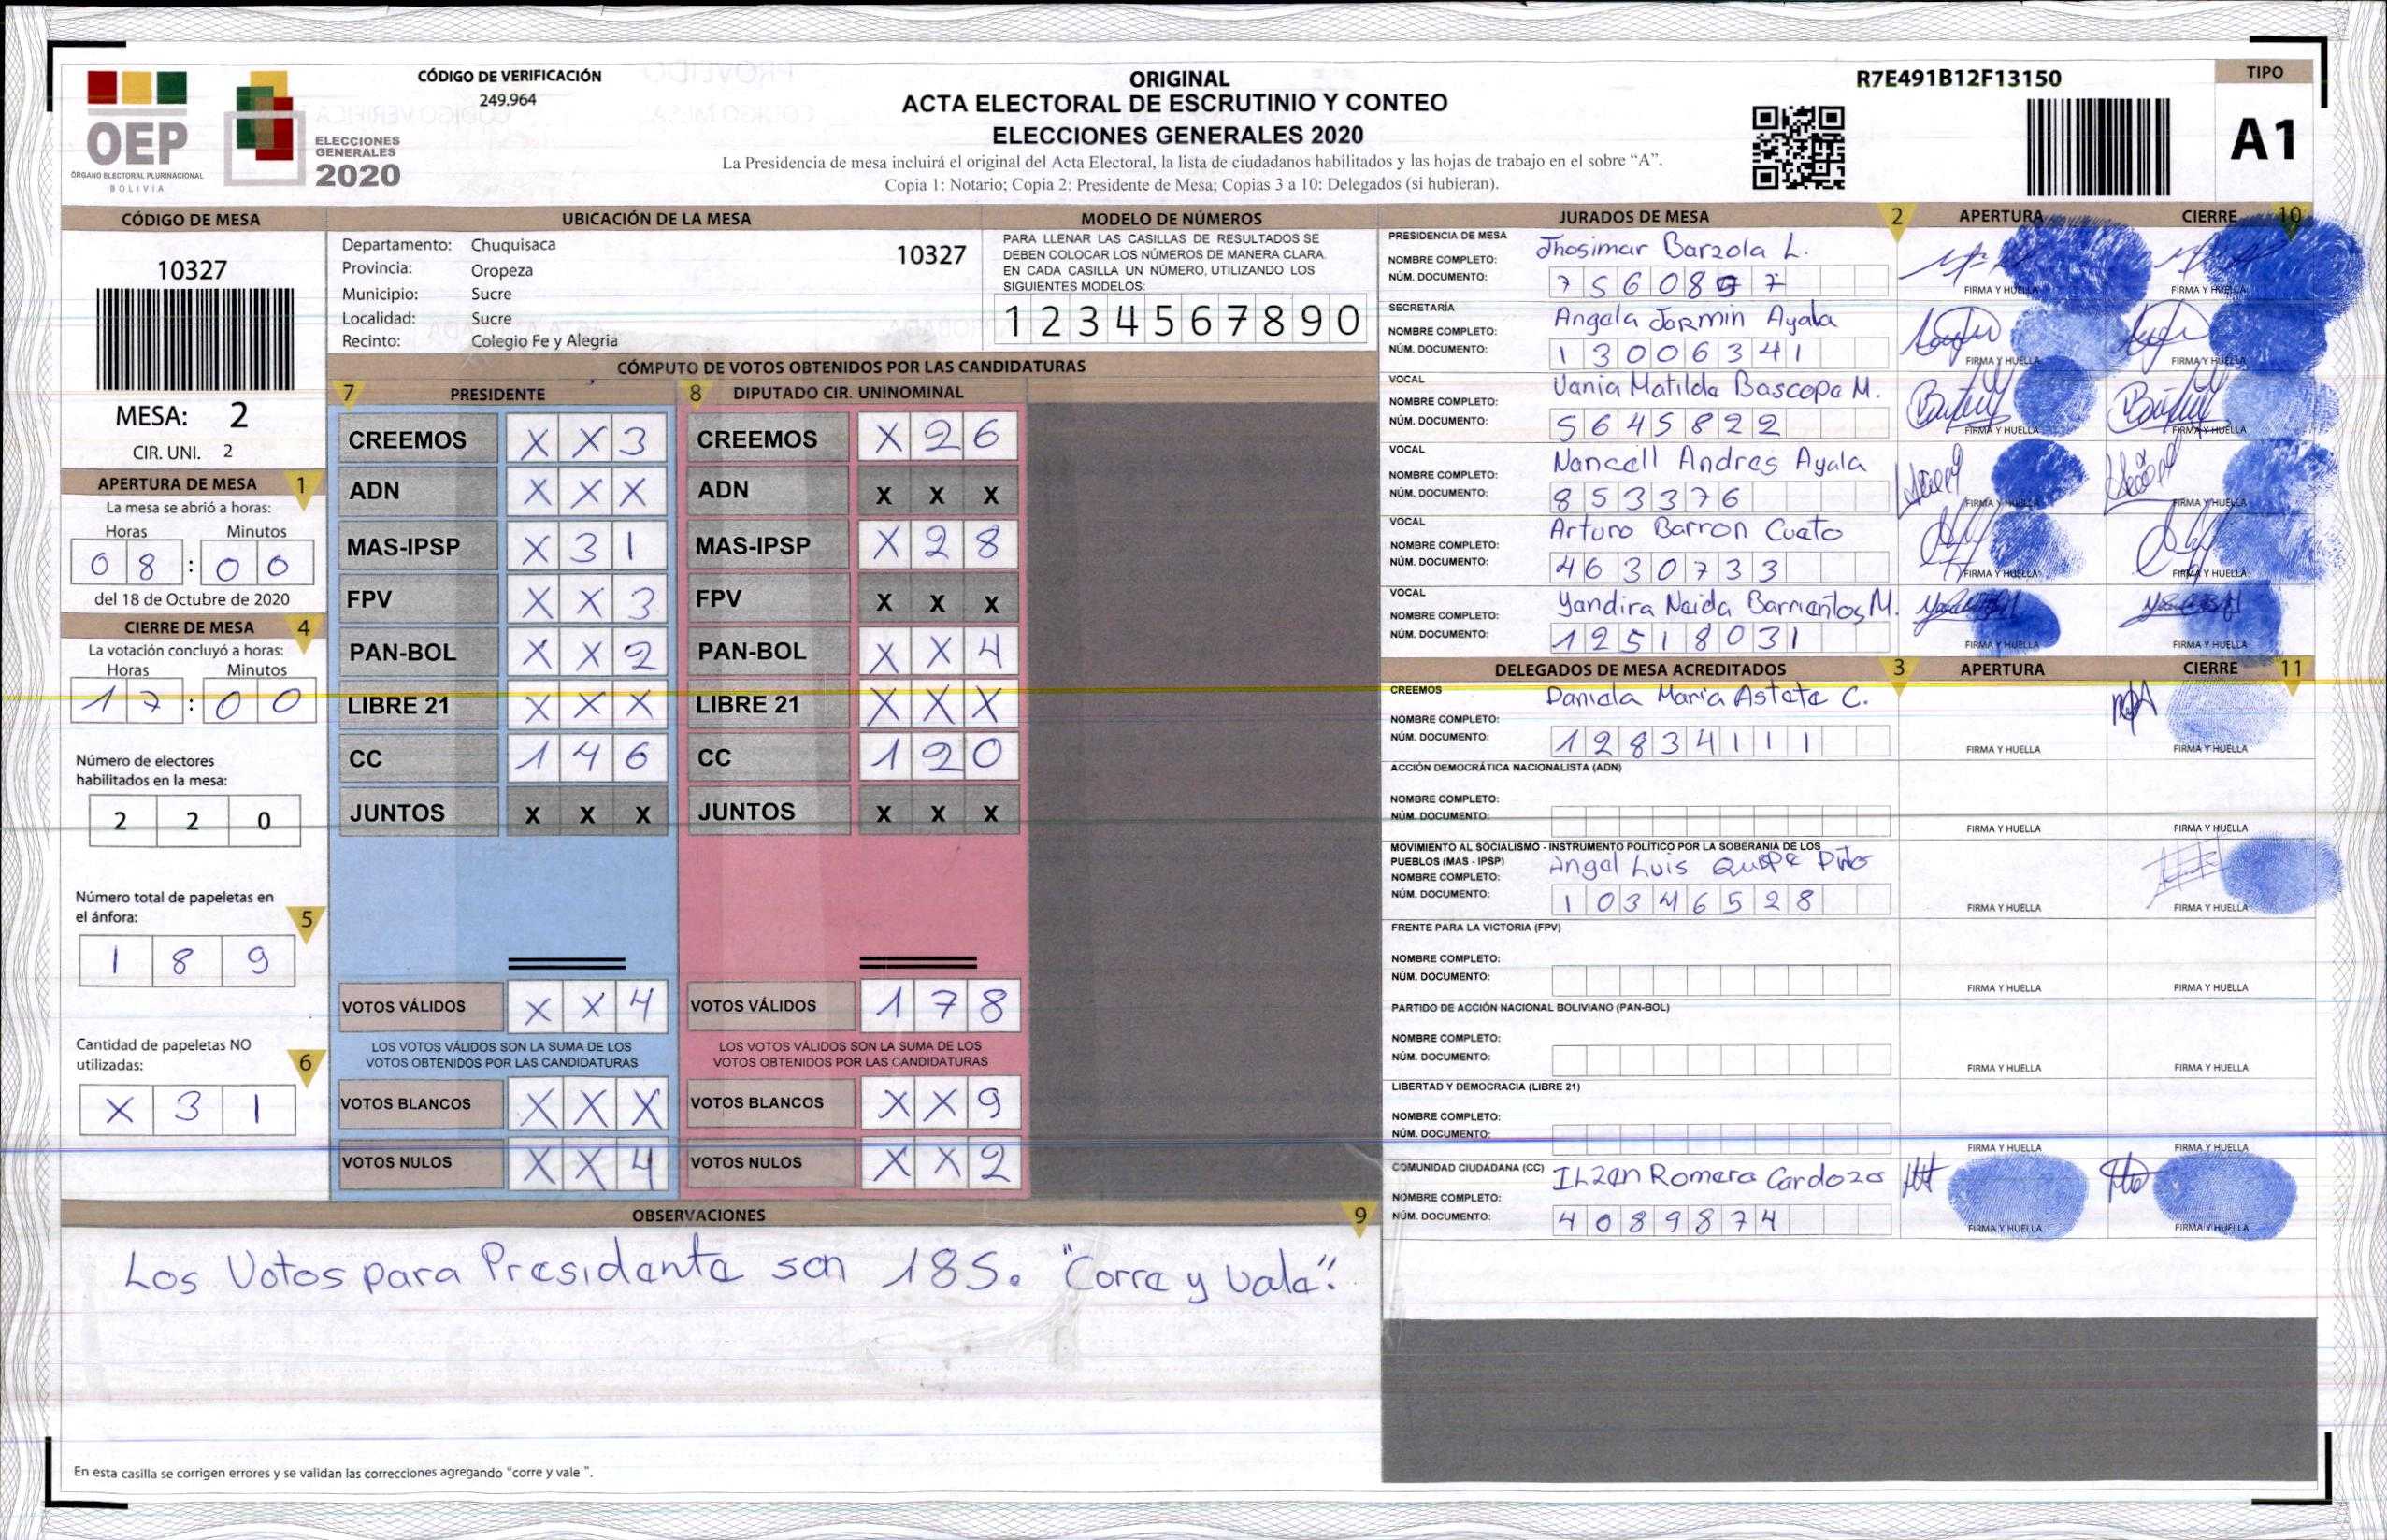 CÓDIGO DE VERIFICACIÓN
249.964
OEP
ÓRGANO ELECTORAL PLURINACIONAL
BOLIVIA
ELECCIONES
GENERALES
2020
ORIGINAL
ACTA ELECTORAL DE ESCRUTINIO Y CONTEO
ELECCIONES GENERALES 2020
La Presidencia de mesa incluirá el original del Acta Electoral, la lista de ciudadanos habilitados y las hojas de trabajo en el sobre “A”.
Copia 1: Notario; Copia 2: Presidente de Mesa; Copias 3 a 10: Delegados (si hubieran).
R7E491B12F13150
TIPO
A1
CÓDIGO DE MESA
10327
MESA: 2
CIR. UNI. 2
APERTURA DE MESA 1
La mesa se abrió a horas:
Horas Minutos
0 8 : 0 0
del 18 de Octubre de 2020
CIERRE DE MESA 4
La votación concluyó a horas:
Horas Minutos
1 7 : 0 0
Número de electores
habilitados en la mesa:
2 2 0
Número total de papeletas en
el ánfora: 5
1 8 9
Cantidad de papeletas NO
utilizadas: 6
X 3 1
UBICACIÓN DE LA MESA
Departamento: Chuquisaca 10327
Provincia: Oropeza
Municipio: Sucre
Localidad: Sucre
Recinto: Colegio Fe y Alegria
MODELO DE NÚMEROS
PARA LLENAR LAS CASILLAS DE RESULTADOS SE
DEBEN COLOCAR LOS NÚMEROS DE MANERA CLARA.
EN CADA CASILLA UN NÚMERO, UTILIZANDO LOS
SIGUIENTES MODELOS:
1 2 3 4 5 6 7 8 9 0
CÓMPUTO DE VOTOS OBTENIDOS POR LAS CANDIDATURAS
7 PRESIDENTE
CREEMOS X X 3
ADN X X X
MAS-IPSP X 3 1
FPV X X 3
PAN-BOL X X 2
LIBRE 21 X X X
CC 1 4 6
JUNTOS X X X
VOTOS VÁLIDOS X X 4
LOS VOTOS VÁLIDOS SON LA SUMA DE LOS
VOTOS OBTENIDOS POR LAS CANDIDATURAS
VOTOS BLANCOS X X X
VOTOS NULOS X X 4
8 DIPUTADO CIR. UNINOMINAL
CREEMOS X 2 6
ADN X X X
MAS-IPSP X 2 8
FPV X X X
PAN-BOL X X 4
LIBRE 21 X X X
CC 1 2 0
JUNTOS X X X
VOTOS VÁLIDOS 1 7 8
LOS VOTOS VÁLIDOS SON LA SUMA DE LOS
VOTOS OBTENIDOS POR LAS CANDIDATURAS
VOTOS BLANCOS X X 9
VOTOS NULOS X X 2
OBSERVACIONES 9
Los Votos para Presidente son 185. "Corre y vale".
En esta casilla se corrigen errores y se validan las correcciones agregando “corre y vale ”.
JURADOS DE MESA 2 APERTURA CIERRE 10
PRESIDENCIA DE MESA
NOMBRE COMPLETO: Jhosimar Barzola L.
NÚM. DOCUMENTO:
FIRMA Y HUELLA FIRMA Y HUELLA
SECRETARÍA
NOMBRE COMPLETO: Angela Jarmin Ayala
NÚM. DOCUMENTO: 1 3 0 0 6 3 4 1
FIRMA Y HUELLA FIRMA Y HUELLA
VOCAL
NOMBRE COMPLETO: Vania Matilde Bascope M.
NÚM. DOCUMENTO: 5 6 4 5 8 2 2
FIRMA Y HUELLA FIRMA Y HUELLA
VOCAL
NOMBRE COMPLETO: Andres Ayala
NÚM. DOCUMENTO: 8 5 3 3 7 6
FIRMA Y HUELLA FIRMA Y HUELLA
VOCAL
NOMBRE COMPLETO: Arturo Barron Cueto
NÚM. DOCUMENTO: 4 6 3 0 7 3 3
FIRMA Y HUELLA FIRMA Y HUELLA
VOCAL
NOMBRE COMPLETO: Yandira Neida Barrientos M.
NÚM. DOCUMENTO: 1 2 5 1 8 0 3 1
FIRMA Y HUELLA FIRMA Y HUELLA
DELEGADOS DE MESA ACREDITADOS 3 APERTURA CIERRE 11
CREEMOS
NOMBRE COMPLETO: Daniela Maria Astete C.
NÚM. DOCUMENTO: 1 2 8 3 4 1 1 1
FIRMA Y HUELLA FIRMA Y HUELLA
ACCIÓN DEMOCRÁTICA NACIONALISTA (ADN)
NOMBRE COMPLETO:
NÚM. DOCUMENTO:
FIRMA Y HUELLA FIRMA Y HUELLA
MOVIMIENTO AL SOCIALISMO - INSTRUMENTO POLÍTICO POR LA SOBERANIA DE LOS
PUEBLOS (MAS - IPSP)
NOMBRE COMPLETO: Angel Luis Quispe
NÚM. DOCUMENTO: 1 0 3 4 6 5 2 8
FIRMA Y HUELLA FIRMA Y HUELLA
FRENTE PARA LA VICTORIA (FPV)
NOMBRE COMPLETO:
NÚM. DOCUMENTO:
FIRMA Y HUELLA FIRMA Y HUELLA
PARTIDO DE ACCIÓN NACIONAL BOLIVIANO (PAN-BOL)
NOMBRE COMPLETO:
NÚM. DOCUMENTO:
FIRMA Y HUELLA FIRMA Y HUELLA
LIBERTAD Y DEMOCRACIA (LIBRE 21)
NOMBRE COMPLETO:
NÚM. DOCUMENTO:
FIRMA Y HUELLA FIRMA Y HUELLA
COMUNIDAD CIUDADANA (CC)
NOMBRE COMPLETO: Romera Cardozo
NÚM. DOCUMENTO: 4 0 8 9 8 7 4
FIRMA Y HUELLA FIRMA Y HUELLA